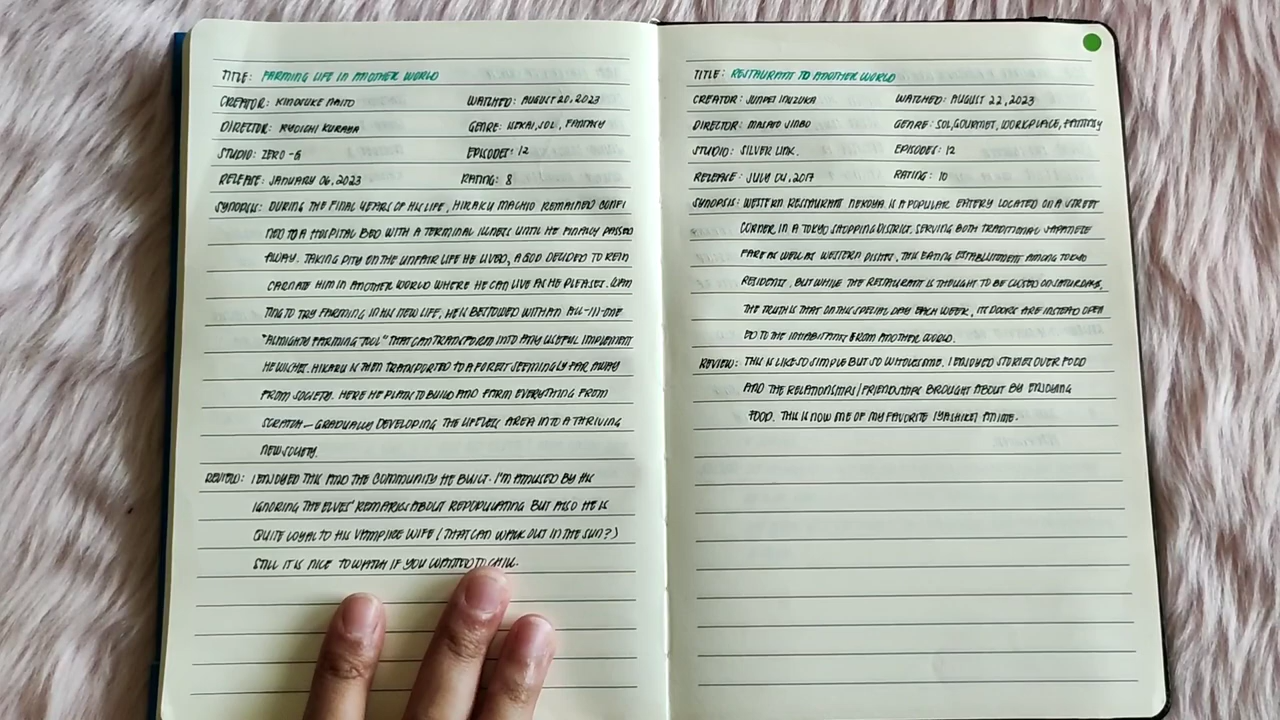 TITLE: FARMING LIFE IN ANOTHER WORLD
CREATOR: KINOSUKE NAITO WATCHED: AUGUST 20, 2023
DIRECTOR: RYOICHI KURAYA GENRE: ISEKAI, SOL, FANTASY
STUDIO: ZERO-G EPISODES: 12
RELEASE: JANUARY 06, 2023 RATING: 8
SYNOPSIS: DURING THE FINAL YEARS OF HIS LIFE, HIRAKU MACHIO REMAINED CONFI
NED TO A HOSPITAL BED WITH A TERMINAL ILLNESS UNTIL HE FINALLY PASSED
AWAY. TAKING PITY ON THE UNFAIR LIFE HE LIVED, A GOD DECIDED TO REIN
CARNATE HIM IN ANOTHER WORLD WHERE HE CAN LIVE AS HE PLEASES. WAN
TING TO TRY FARMING IN HIS NEW LIFE, HE IS BESTOWED WITH AN ALL-IN-ONE
"ALMIGHTY FARMING TOOL" THAT CAN TRANSFORM INTO ANY USEFUL IMPLEMENT
HE WISHES. HIKARU IS THEN TRANSPORTED TO A FOREST SEEMINGLY FAR AWAY
FROM SOCIETY. HERE HE PLANS TO BUILD AND FARM EVERYTHING FROM
SCRATCH — GRADUALLY DEVELOPING THE LIFELESS AREA INTO A THRIVING
NEW SOCIETY.
REVIEW: I ENJOYED THIS AND THE COMMUNITY HE BUILT. I'M AMUSED BY HIS
IGNORING THE ELVES' REMARKS ABOUT REPOPULATING BUT ALSO HE IS
QUITE LOYAL TO HIS VAMPIRE WIFE (THAT CAN WALK OUT IN THE SUN?)
STILL IT IS NICE TO WATCH IF YOU WANTED TO CHILL.
TITLE: RESTAURANT TO ANOTHER WORLD
CREATOR: JUNPEI INUZUKA WATCHED: AUGUST 22, 2023
DIRECTOR: MASATO JINBO GENRE: SOL, GOURMET, WORKPLACE, FANTASY
STUDIO: SILVER LINK. EPISODES: 12
RELEASE: JULY 04, 2017 RATING: 10
SYNOPSIS: WESTERN RESTAURANT NEKOYA IS A POPULAR EATERY LOCATED ON A STREET
CORNER IN A TOKYO SHOPPING DISTRICT. SERVING BOTH TRADITIONAL JAPANESE
FARE AS WELL AS WESTERN DISHES, THIS EATING ESTABLISHMENT AMONG TOKYO
RESIDENTS. BUT WHILE THE RESTAURANT IS THOUGHT TO BE CLOSED ON SATURDAYS,
THE TRUTH IS THAT ON THIS SPECIAL DAY EACH WEEK, ITS DOORS ARE INSTEAD OPEN
ED TO THE INHABITANTS FROM ANOTHER WORLD.
REVIEW: THIS IS LIKE SO SIMPLE BUT SO WHOLESOME. I ENJOYED STORIES OVER FOOD
AND THE RELATIONSHIPS/FRIENDSHIPS BROUGHT ABOUT BY ENJOYING
FOOD. THIS IS NOW ONE OF MY FAVORITE IYASHIKEI ANIME.